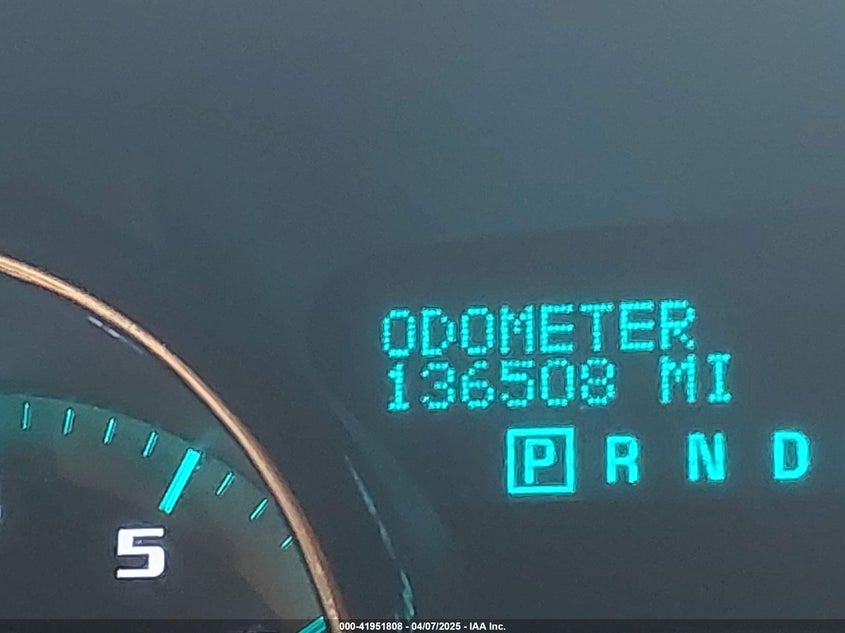 ODOMETER
136508 MI
P R N D
5
000-41951808 - 04/07/2025 - IAA Inc.